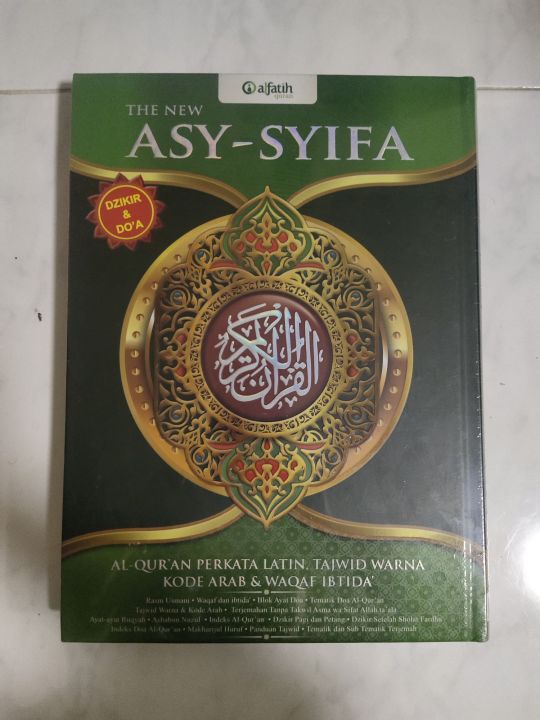 alfatih
quran
THE NEW
ASY-SYIFA
DZIKIR
&
DO'A
القرآن الكريم
AL-QUR'AN PERKATA LATIN, TAJWID WARNA
KODE ARAB & WAQAF IBTIDA'
Rasm Usmani • Waqaf dan ibtida' • Blok Ayat Doa • Tematik Doa Al-Qur'an
Tajwid Warna & Kode Arab • Terjemahan Tanpa Takwil Asma wa Sifat Allah ta'ala
Ayat-ayat Ruqyah • Asbabun Nuzul • Indeks Al-Qur'an • Dzikir Pagi dan Petang • Dzikir Setelah Sholat Fardhu
Indeks Doa Al-Qur'an • Makharijul Huruf • Panduan Tajwid • Tematik dan Sub Tematik Terjemah